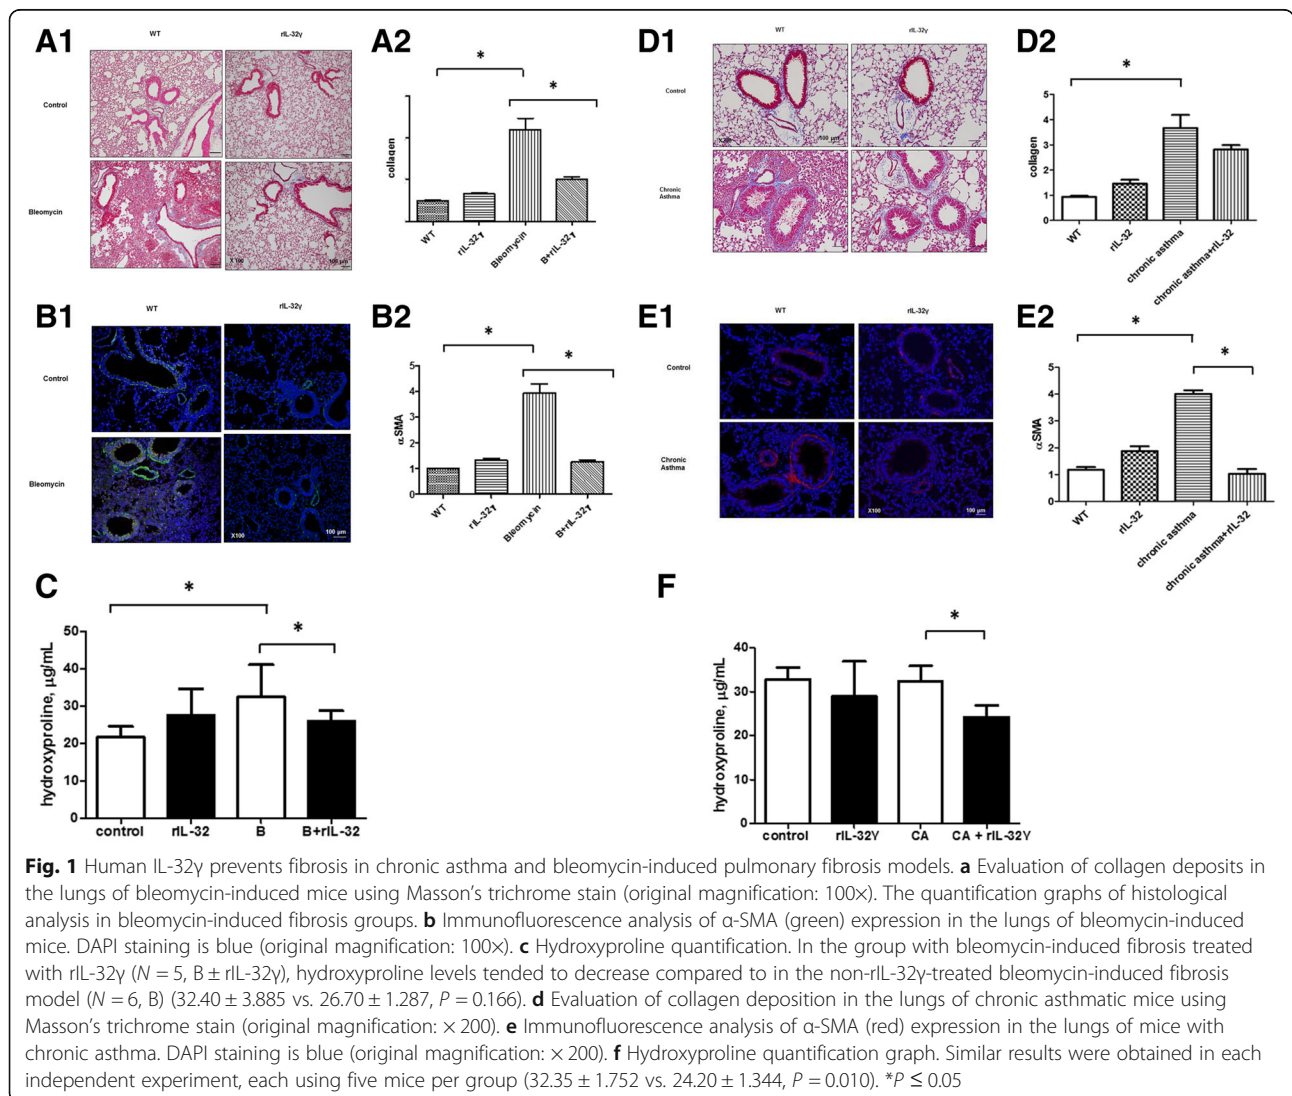 A1
WT
rIL-32γ
Control
Bleomycin
X100
100 µm
A2
*
*
collagen
WT
rIL-32γ
Bleomycin
B+rIL-32γ
D1
WT
rIL-32γ
Control
X100
100 µm
Chronic
Asthma
D2
*
collagen
5
4
3
2
1
0
WT
rIL-32
chronic asthma
chronic asthma+rIL-32
B1
WT
rIL-32γ
Control
Bleomycin
X100
100 µm
B2
*
*
αSMA
5
4
3
2
1
0
WT
rIL-32γ
Bleomycin
B+rIL-32γ
E1
WT
rIL-32γ
Control
Chronic
Asthma
X100
100 µm
E2
*
*
αSMA
5
4
3
2
1
0
WT
rIL-32
chronic asthma
chronic asthma+rIL-32
C
*
*
hydroxyproline, µg/mL
50
40
30
20
10
0
control rIL-32 B B+rIL-32
F
*
hydroxyproline, µg/mL
40
30
20
10
0
control rIL-32Y CA CA + rIL-32Y
Fig. 1 Human IL-32γ prevents fibrosis in chronic asthma and bleomycin-induced pulmonary fibrosis models. a Evaluation of collagen deposits in
the lungs of bleomycin-induced mice using Masson's trichrome stain (original magnification: 100×). The quantification graphs of histological
analysis in bleomycin-induced fibrosis groups. b Immunofluorescence analysis of α-SMA (green) expression in the lungs of bleomycin-induced
mice. DAPI staining is blue (original magnification: 100×). c Hydroxyproline quantification. In the group with bleomycin-induced fibrosis treated
with rIL-32γ (N = 5, B ± rIL-32γ), hydroxyproline levels tended to decrease compared to in the non-rIL-32γ-treated bleomycin-induced fibrosis
model (N = 6, B) (32.40 ± 3.885 vs. 26.70 ± 1.287, P = 0.166). d Evaluation of collagen deposition in the lungs of chronic asthmatic mice using
Masson's trichrome stain (original magnification: × 200). e Immunofluorescence analysis of α-SMA (red) expression in the lungs of mice with
chronic asthma. DAPI staining is blue (original magnification: × 200). f Hydroxyproline quantification graph. Similar results were obtained in each
independent experiment, each using five mice per group (32.35 ± 1.752 vs. 24.20 ± 1.344, P = 0.010). *P ≤ 0.05